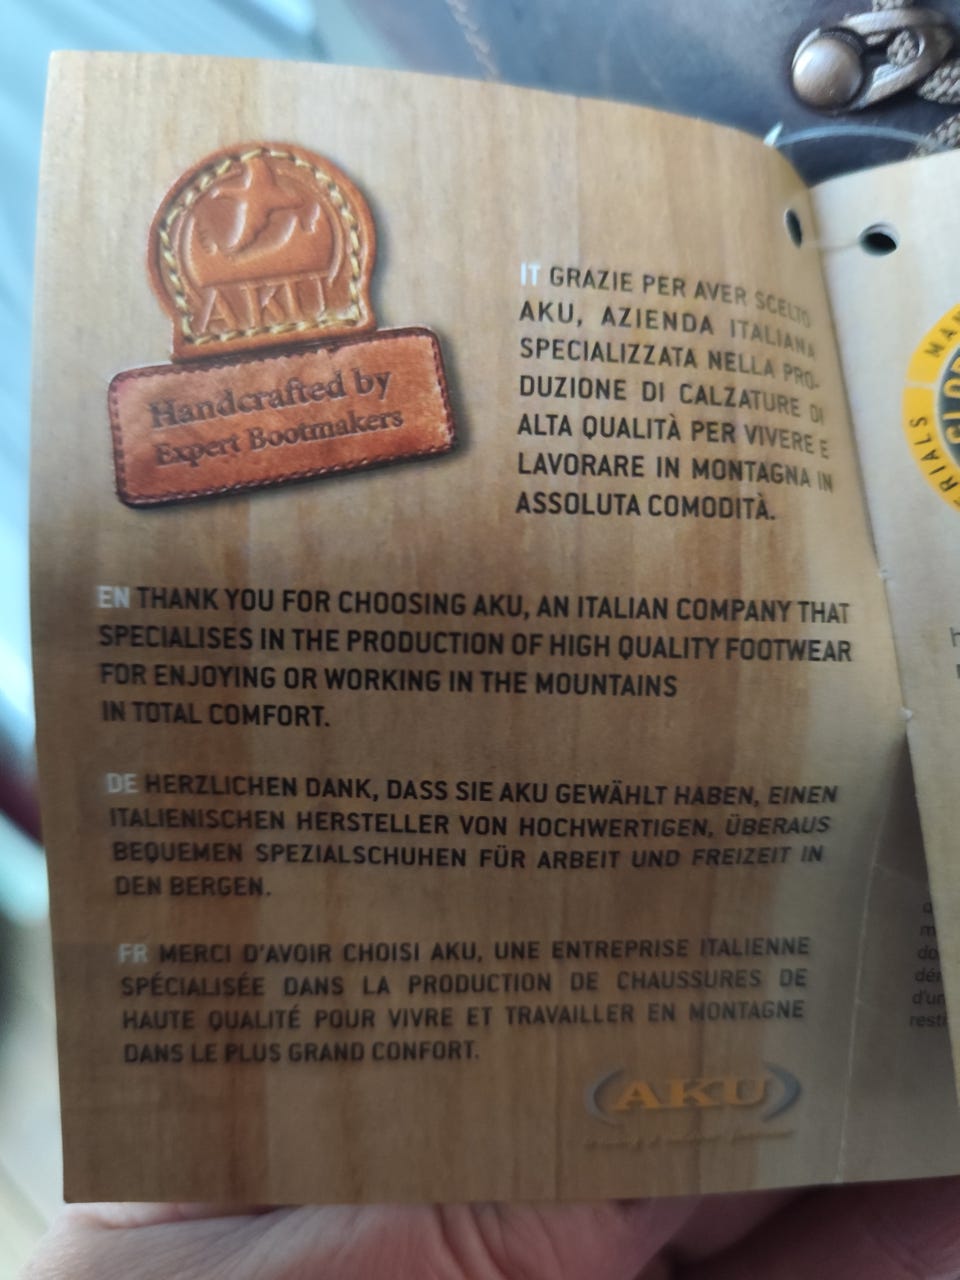 AKU
Handcrafted by
Expert Bootmakers
IT GRAZIE PER AVER SCELTO
AKU, AZIENDA ITALIANA
SPECIALIZZATA NELLA PRO-
DUZIONE DI CALZATURE DI
ALTA QUALITÀ PER VIVERE E
LAVORARE IN MONTAGNA IN
ASSOLUTA COMODITÀ.
EN THANK YOU FOR CHOOSING AKU, AN ITALIAN COMPANY THAT
SPECIALISES IN THE PRODUCTION OF HIGH QUALITY FOOTWEAR
FOR ENJOYING OR WORKING IN THE MOUNTAINS
IN TOTAL COMFORT.
DE HERZLICHEN DANK, DASS SIE AKU GEWÄHLT HABEN, EINEN
ITALIENISCHEN HERSTELLER VON HOCHWERTIGEN, ÜBERAUS
BEQUEMEN SPEZIALSCHUHEN FÜR ARBEIT UND FREIZEIT IN
DEN BERGEN.
FR MERCI D'AVOIR CHOISI AKU, UNE ENTREPRISE ITALIENNE
SPÉCIALISÉE DANS LA PRODUCTION DE CHAUSSURES DE
HAUTE QUALITÉ POUR VIVRE ET TRAVAILLER EN MONTAGNE
DANS LE PLUS GRAND CONFORT.
AKU